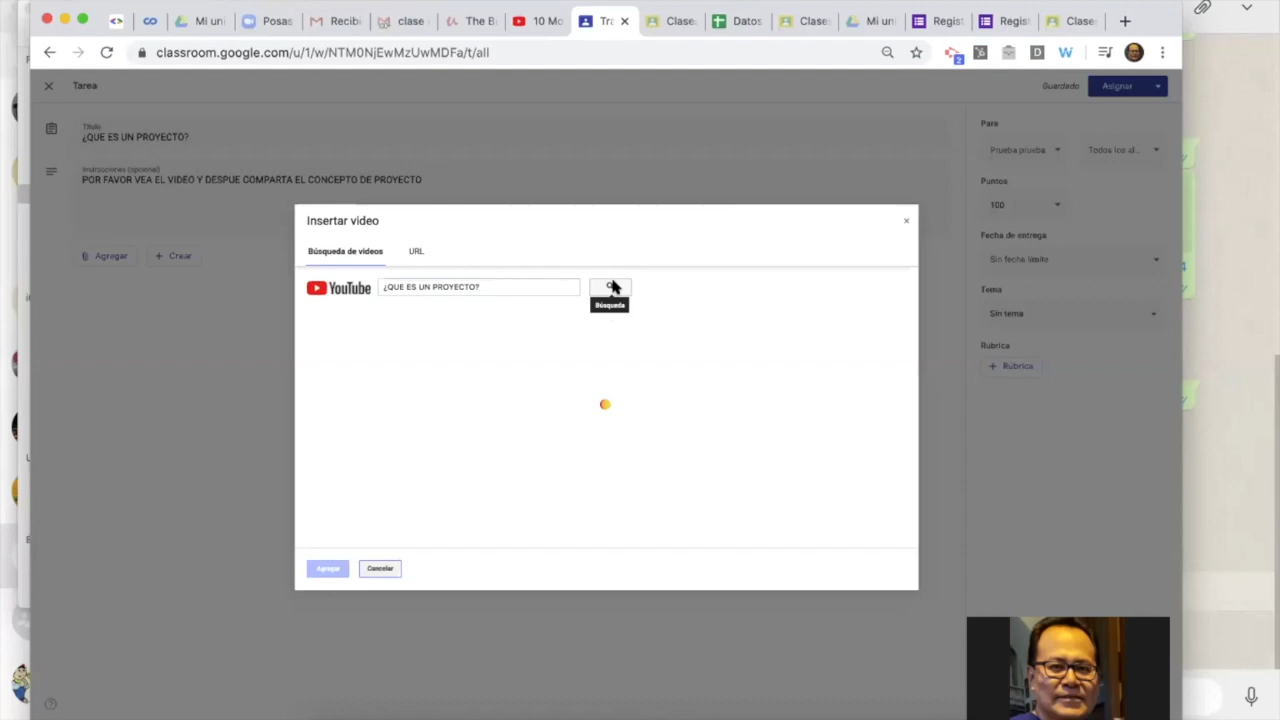 Mi uni
Posas
Recib
clase
The B
10 Mo
Tra
Clase
Datos
Clase
Mi uni
Regist
Regist
Clase
classroom.google.com/u/1/w/NTM0NjEwMzUwMDFa/t/all
2
D
W
Tarea
Guardado
Asignar
Título
¿QUE ES UN PROYECTO?
Instrucciones (opcional)
POR FAVOR VEA EL VIDEO Y DESPUE COMPARTA EL CONCEPTO DE PROYECTO
Agregar
+ Crear
Para
Prueba prueba
Todos los al...
Puntos
100
Fecha de entrega
Sin fecha límite
Tema
Sin tema
Rúbrica
+ Rúbrica
Insertar video
×
Búsqueda de videos
URL
YouTube
¿QUE ES UN PROYECTO?
Búsqueda
Agregar
Cancelar